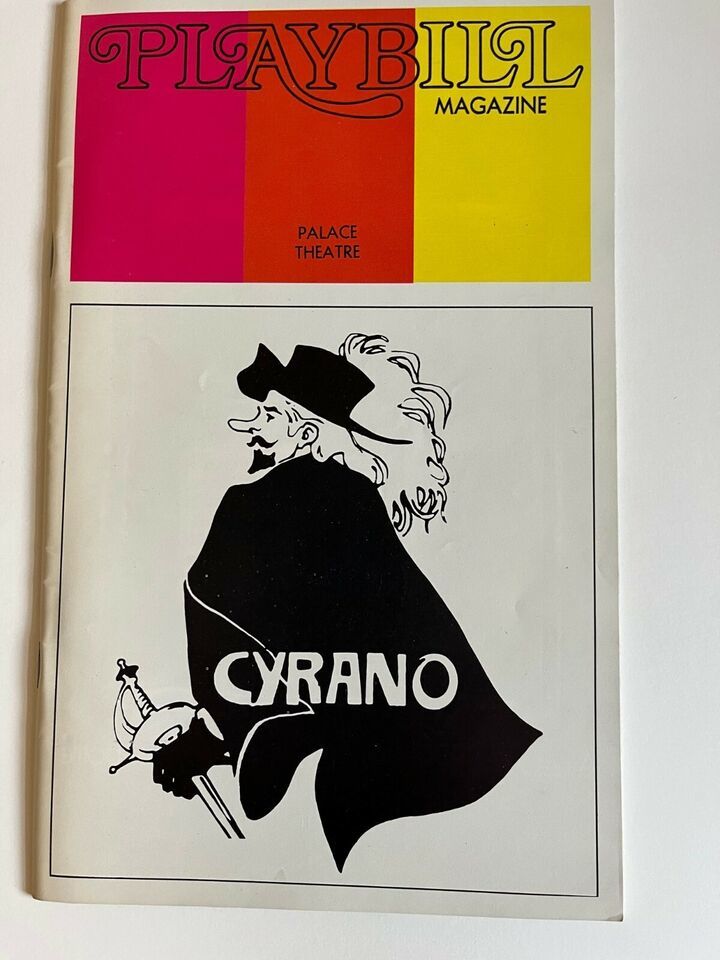 PLAYBILL
MAGAZINE
PALACE
THEATRE
CYRANO